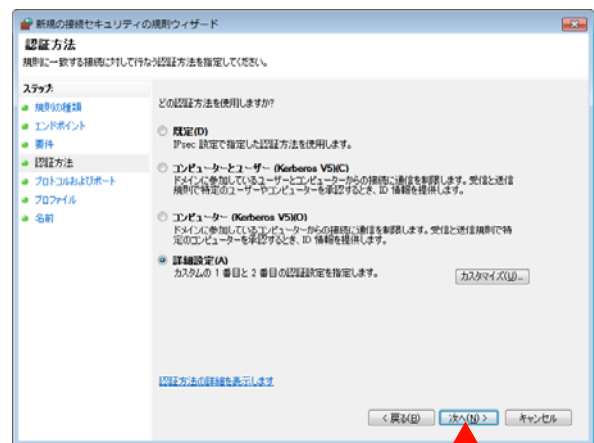 新規の接続セキュリティの規則ウィザード
認証方法
規則に一致する接続に対して行なう認証方法を指定してください。
ステップ:
規則の種類
エンドポイント
要件
認証方法
プロトコルおよびポート
プロファイル
名前
どの認証方法を使用しますか?
既定(D)
IPsec 設定で指定した認証方法を使用します。
コンピューターとユーザー (Kerberos V5)(C)
ドメインに参加しているユーザーとコンピューターからの接続に通信を制限します。受信と送信
規則で特定のユーザーやコンピューターを承認するとき、ID 情報を提供します。
コンピューター (Kerberos V5)(O)
ドメインに参加しているコンピューターからの接続に通信を制限します。受信と送信規則で特
定のコンピューターを承認するとき、ID 情報を提供します。
詳細設定(A)
カスタムの 1 番目と 2 番目の認証設定を指定します。
カスタマイズ(U)...
認証方法の詳細を表示します
< 戻る(B)
次へ(N) >
キャンセル